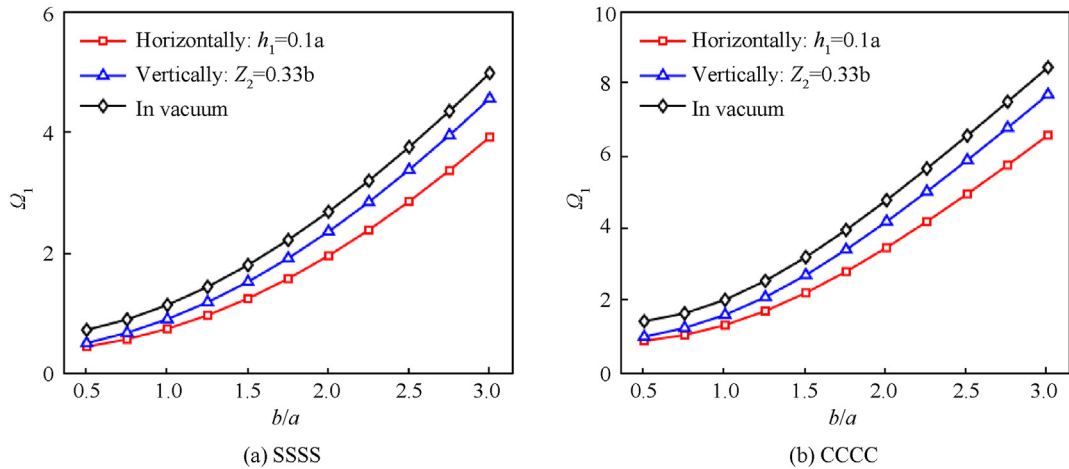 6
4
2
0
Ω1
Horizontally: h1=0.1a
Vertically: Z2=0.33b
In vacuum
0.5 1.0 1.5 2.0 2.5 3.0
b/a
(a) SSSS
10
8
6
4
2
0
Ω1
Horizontally: h1=0.1a
Vertically: Z2=0.33b
In vacuum
0.5 1.0 1.5 2.0 2.5 3.0
b/a
(b) CCCC